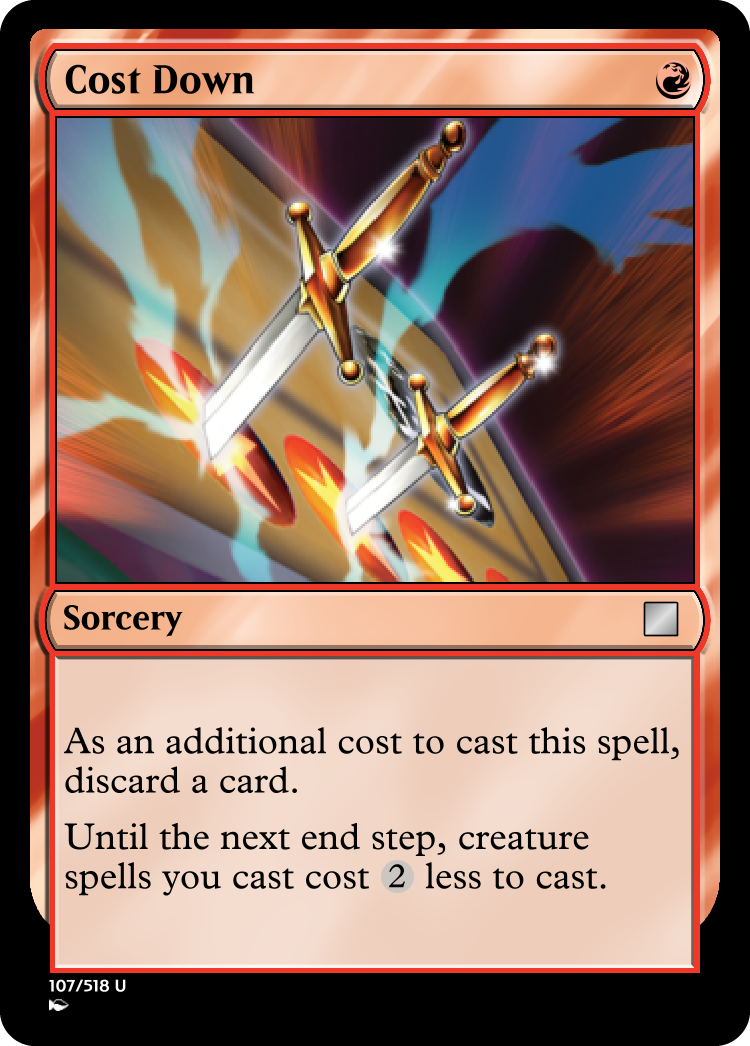 Cost Down
Sorcery
As an additional cost to cast this spell,
discard a card.
Until the next end step, creature
spells you cast cost 2 less to cast.
107/518 U